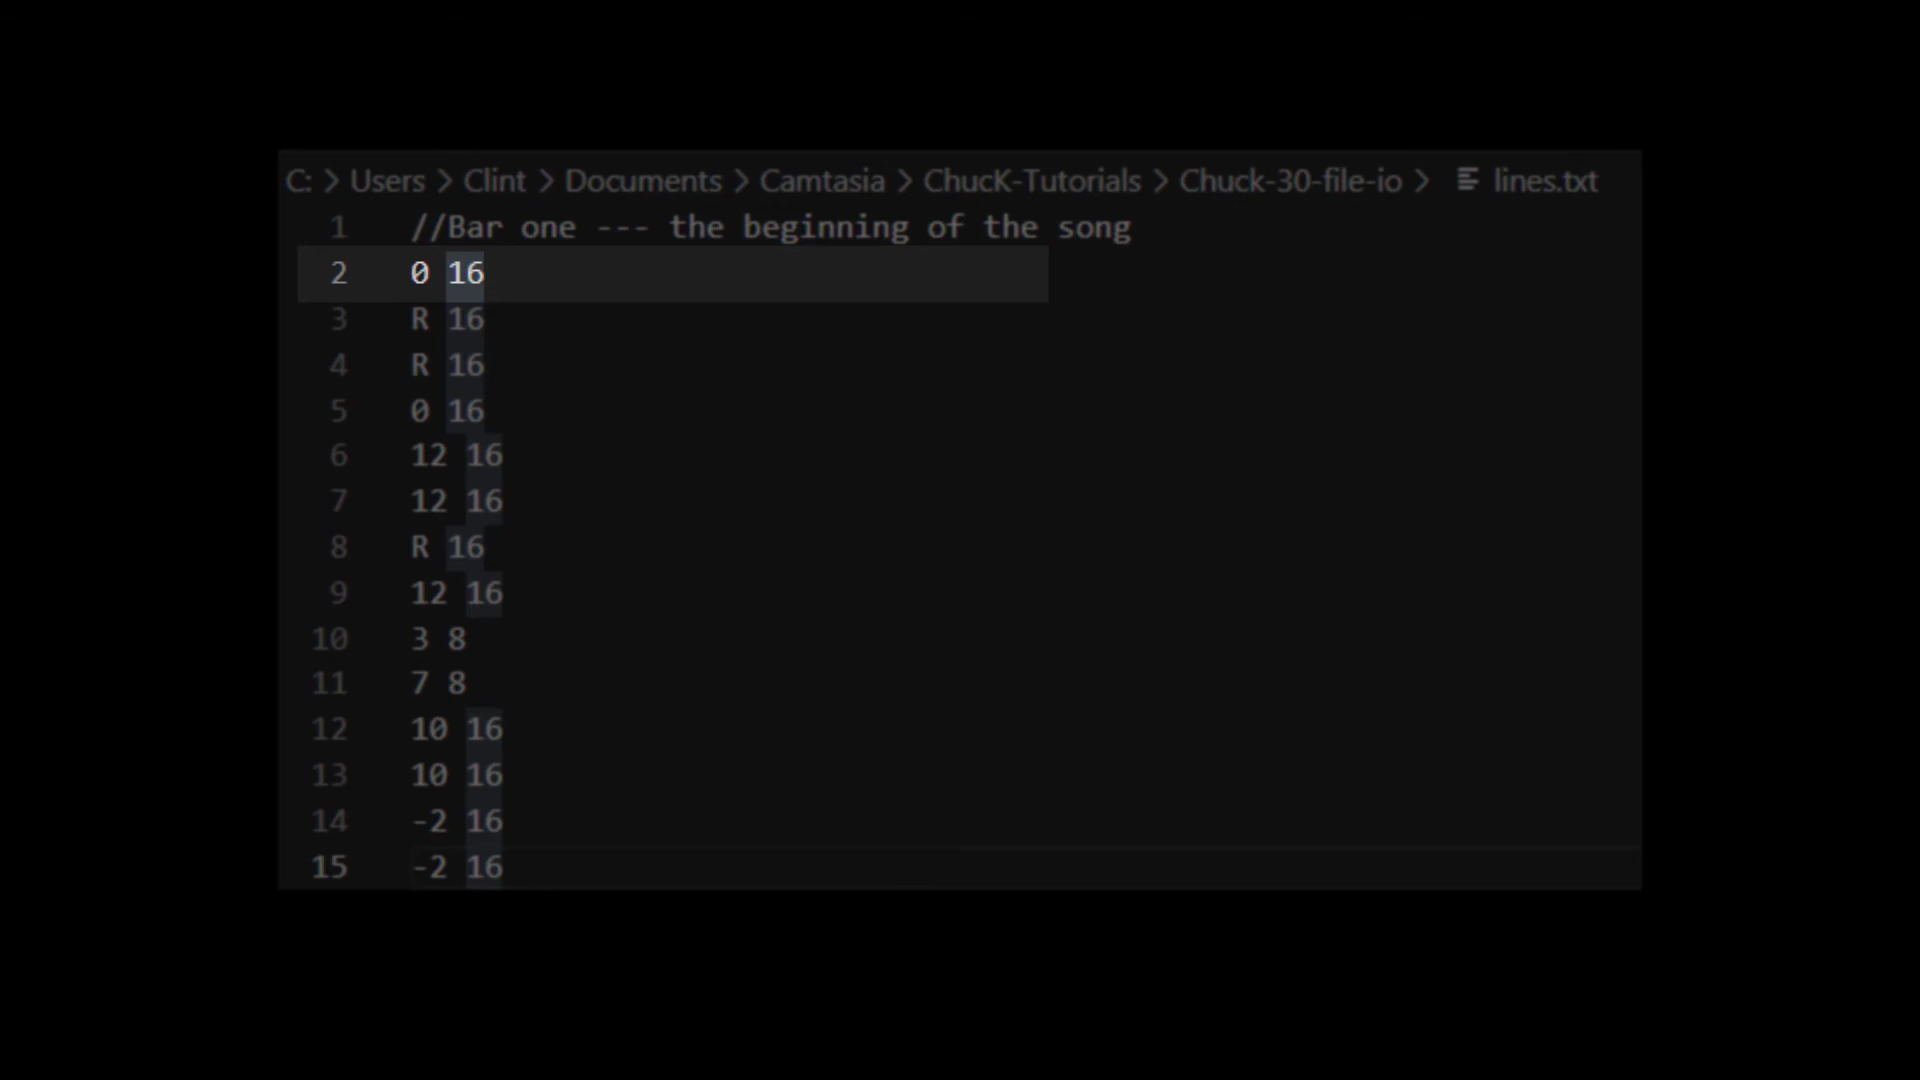 C: > Users > Clint > Documents > Camtasia > ChucK-Tutorials > Chuck-30-file-io > lines.txt
1 //Bar one --- the beginning of the song
2 0 16
3 R 16
4 R 16
5 0 16
6 12 16
7 12 16
8 R 16
9 12 16
10 3 8
11 7 8
12 10 16
13 10 16
14 -2 16
15 -2 16